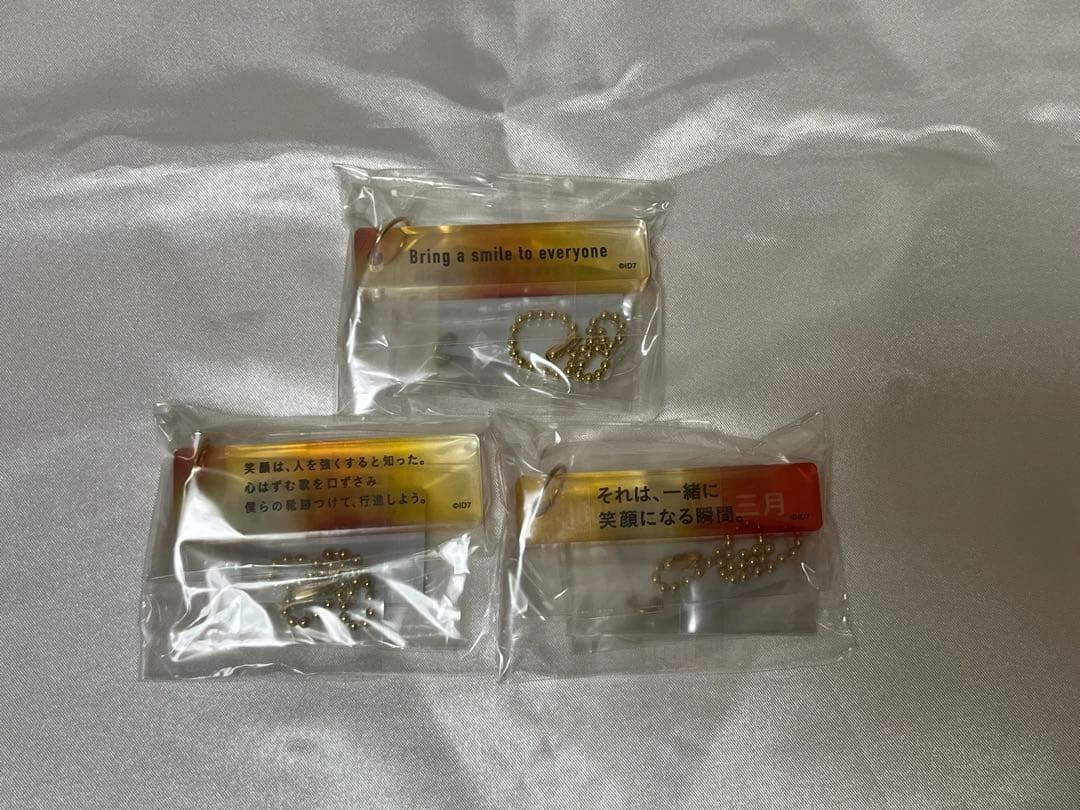 Bring a smile to everyone
©ID7
笑顔は、人を強くすると知った。
心はずむ歌を口ずさみ
僕らの靴跡つけて、行進しよう。
©ID7
それは、一緒に
笑顔になる瞬間。
三月
©ID7